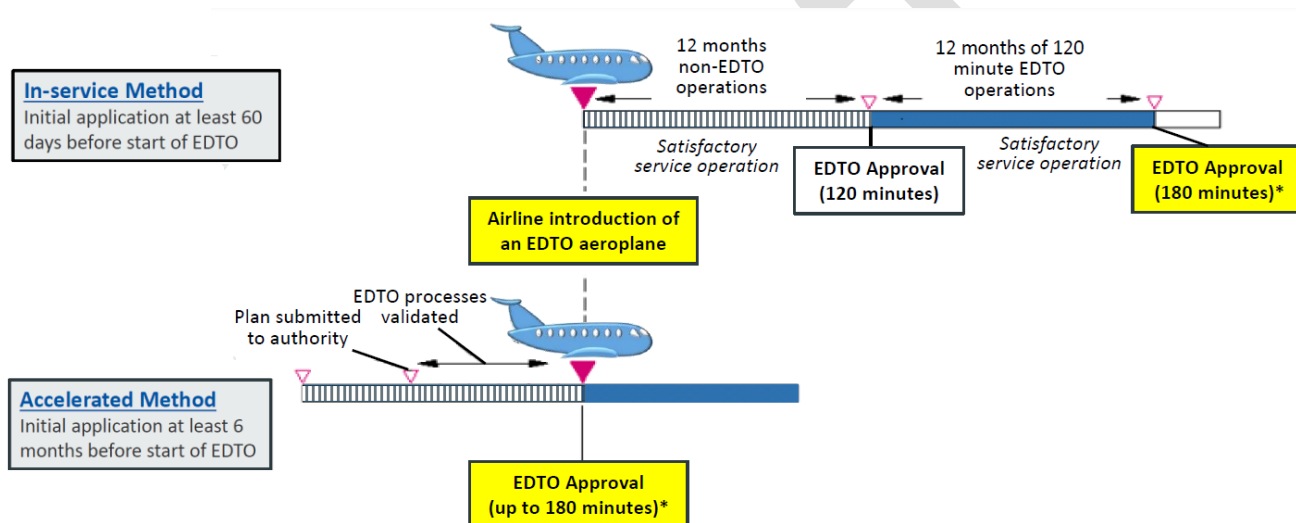 In-service Method
Initial application at least 60
days before start of EDTO
12 months
non-EDTO
operations
12 months of 120
minute EDTO
operations
Satisfactory
service operation
Satisfactory
service operation
EDTO Approval
(120 minutes)
EDTO Approval
(180 minutes)*
Airline introduction of
an EDTO aeroplane
EDTO processes
validated
Plan submitted
to authority
Accelerated Method
Initial application at least 6
months before start of EDTO
EDTO Approval
(up to 180 minutes)*